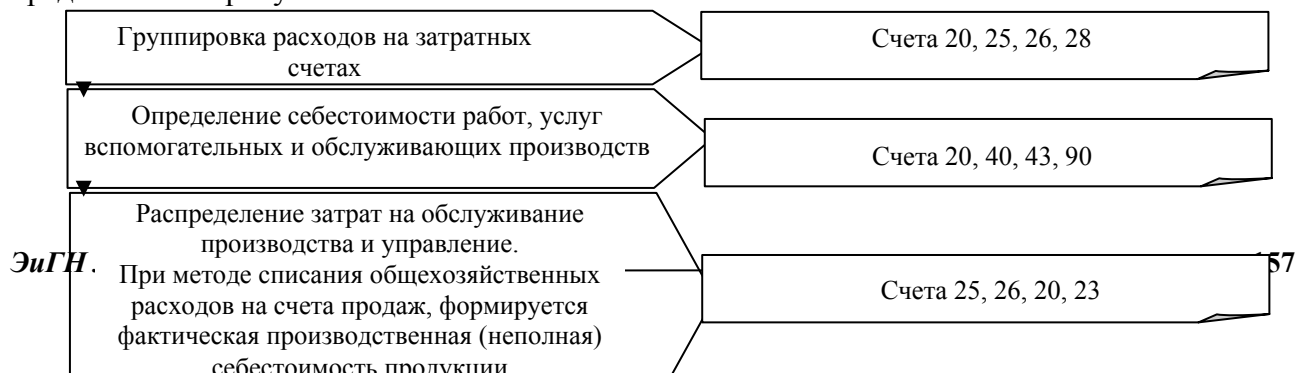 Группировка расходов на затратных
счетах
Счета 20, 25, 26, 28
Определение себестоимости работ, услуг
вспомогательных и обслуживающих производств
Счета 20, 40, 43, 90
Распределение затрат на обслуживание
производства и управление.
При методе списания общехозяйственных
расходов на счета продаж, формируется
фактическая производственная (неполная)
себестоимость продукции
Счета 25, 26, 20, 23
ЭиГН
57